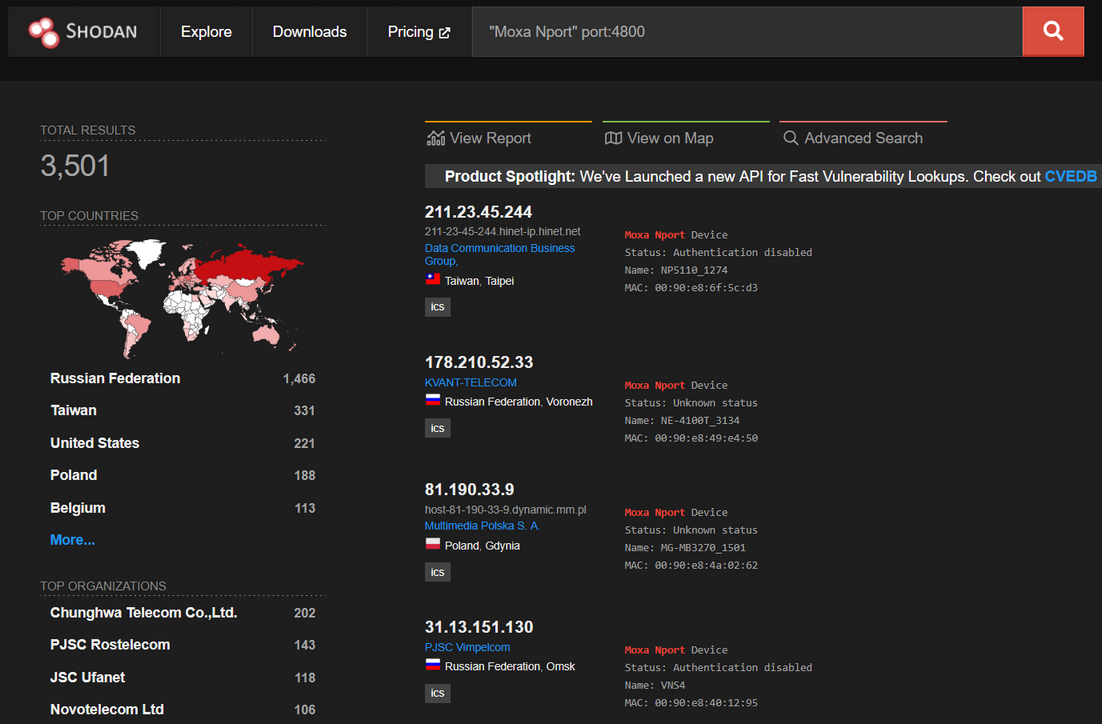 SHODAN
Explore
Downloads
Pricing
"Moxa Nport" port:4800
TOTAL RESULTS
3,501
TOP COUNTRIES
Russian Federation 1,466
Taiwan 331
United States 221
Poland 188
Belgium 113
More...
TOP ORGANIZATIONS
Chunghwa Telecom Co.,Ltd. 202
PJSC Rostelecom 143
JSC Ufanet 118
Novotelecom Ltd 106
View Report
View on Map
Advanced Search
Product Spotlight: We've Launched a new API for Fast Vulnerability Lookups. Check out CVEDB
211.23.45.244
211-23-45-244.hinet-ip.hinet.net
Data Communication Business
Group,
Taiwan, Taipei
ics
Moxa Nport Device
Status: Authentication disabled
Name: NP5110_1274
MAC: 00:90:e8:6f:5c:d3
178.210.52.33
KVANT-TELECOM
Russian Federation, Voronezh
ics
Moxa Nport Device
Status: Unknown status
Name: NE-4100T_3134
MAC: 00:90:e8:49:e4:50
81.190.33.9
host-81-190-33-9.dynamic.mm.pl
Multimedia Polska S. A.
Poland, Gdynia
ics
Moxa Nport Device
Status: Unknown status
Name: MG-MB3270_1501
MAC: 00:90:e8:4a:02:62
31.13.151.130
PJSC Vimpelcom
Russian Federation, Omsk
ics
Moxa Nport Device
Status: Authentication disabled
Name: VNS4
MAC: 00:90:e8:40:12:95